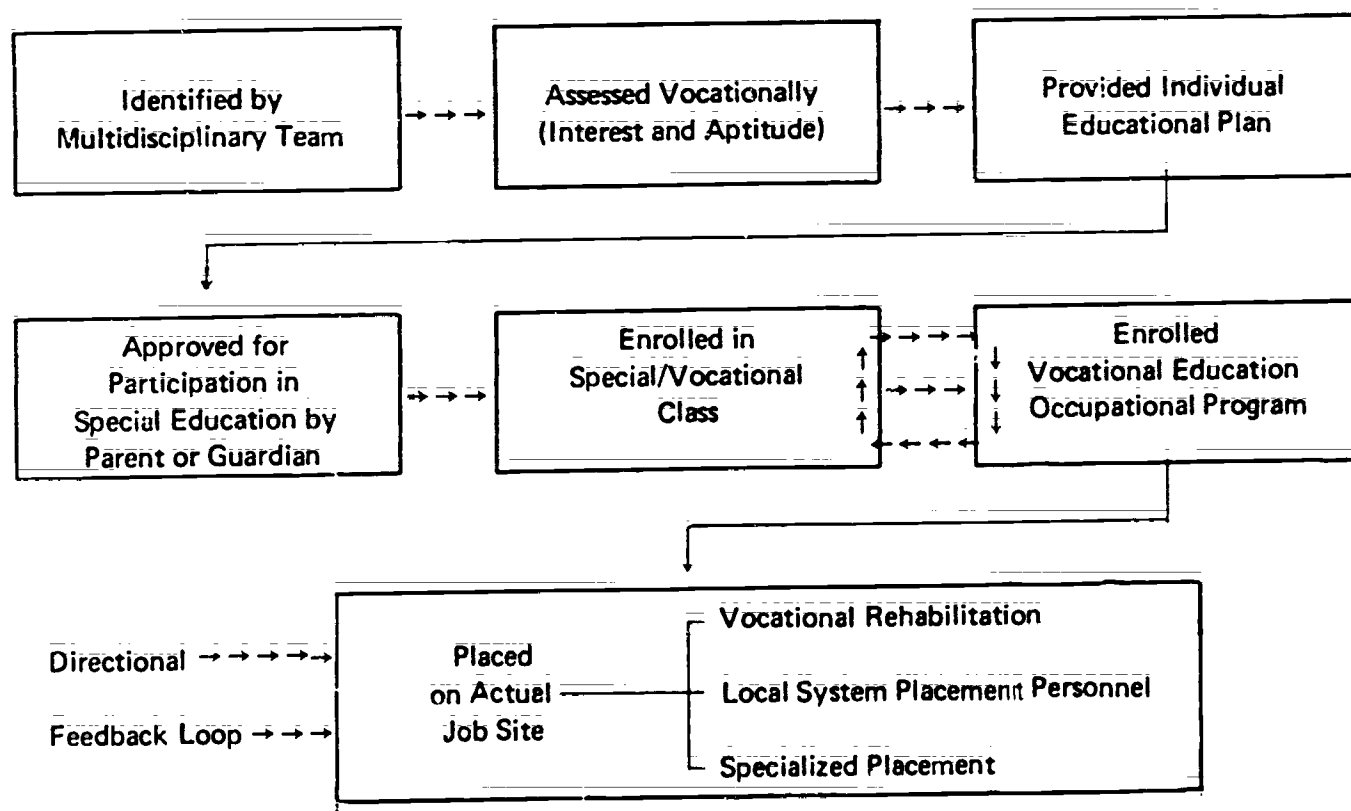 Identified by
Multidisciplinary Team
Assessed Vocationally
(Interest and Aptitude)
Provided Individual
Educational Plan
Approved for
Participation in
Special Education by
Parent or Guardian
Enrolled in
Special/Vocational
Class
Enrolled
Vocational Education
Occupational Program
Directional
Feedback Loop
Placed
on Actual
Job Site
Vocational Rehabilitation
Local System Placement Personnel
Specialized Placement